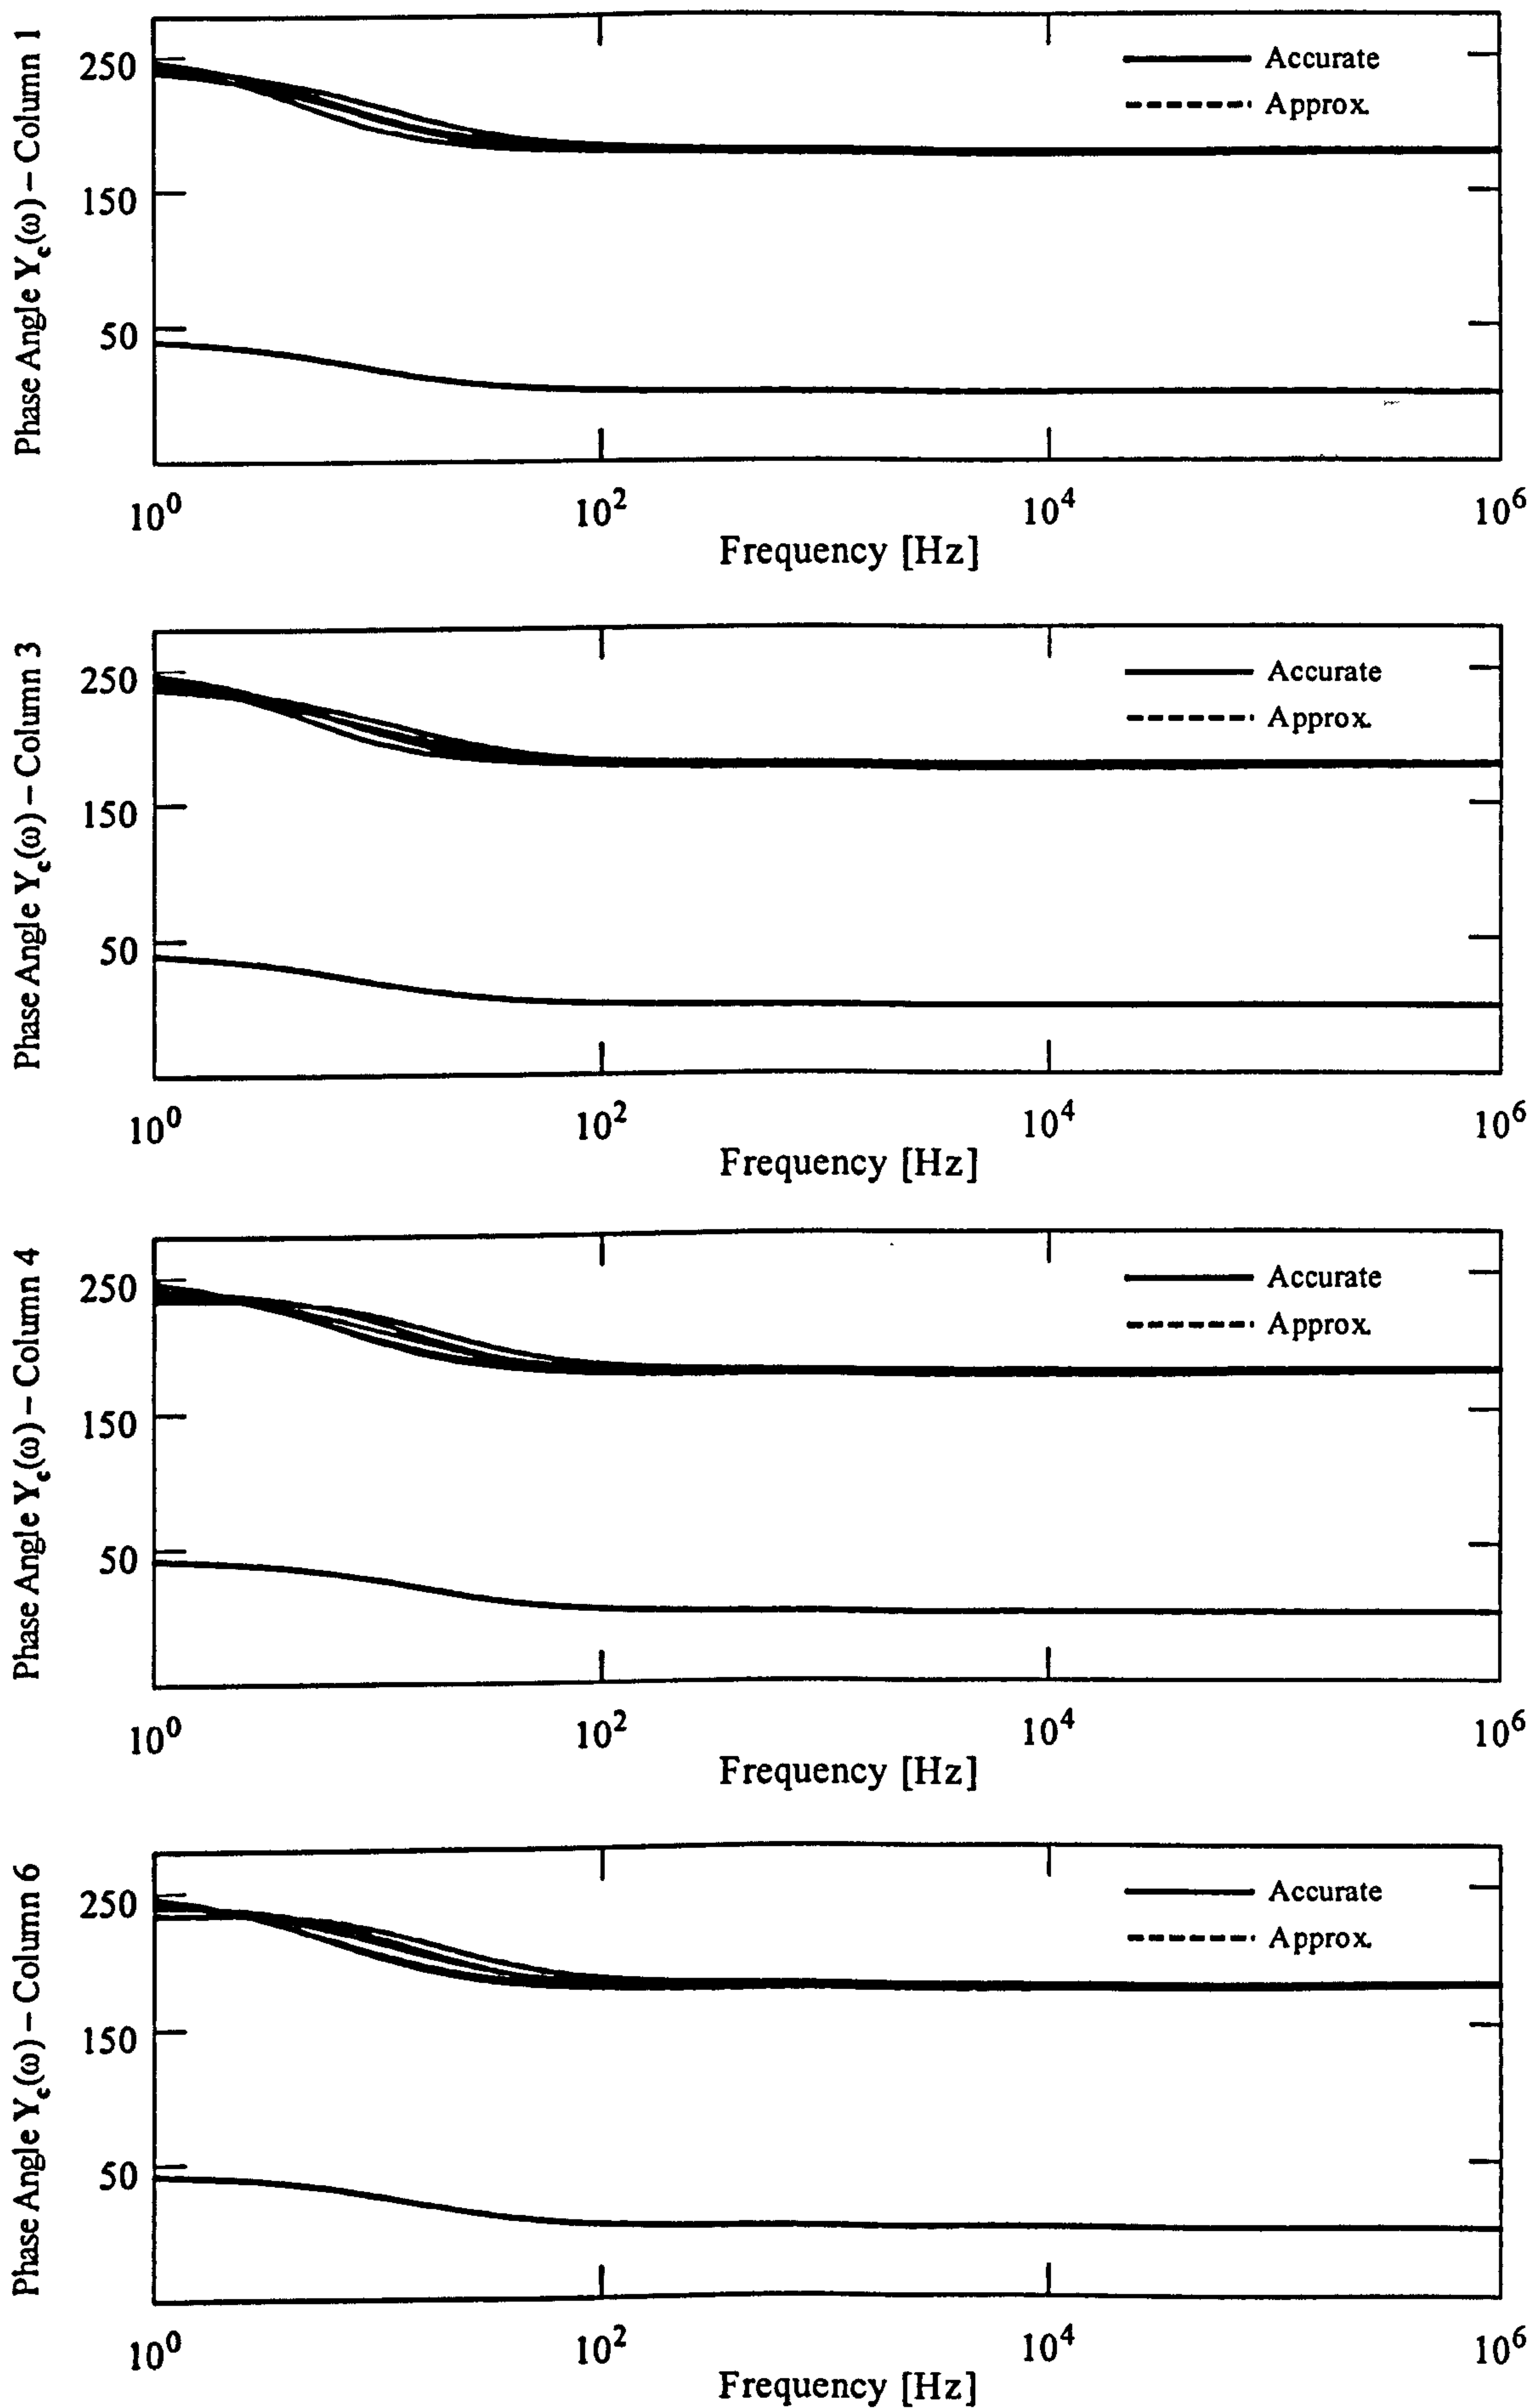 Phase Angle Yc(ω) – Column 1
250
150
50
Accurate
Approx.
10^0
10^2
10^4
10^6
Frequency [Hz]
Phase Angle Yc(ω) – Column 3
250
150
50
Accurate
Approx.
10^0
10^2
10^4
10^6
Frequency [Hz]
Phase Angle Yc(ω) – Column 4
250
150
50
Accurate
Approx.
10^0
10^2
10^4
10^6
Frequency [Hz]
Phase Angle Yc(ω) – Column 6
250
150
50
Accurate
Approx.
10^0
10^2
10^4
10^6
Frequency [Hz]